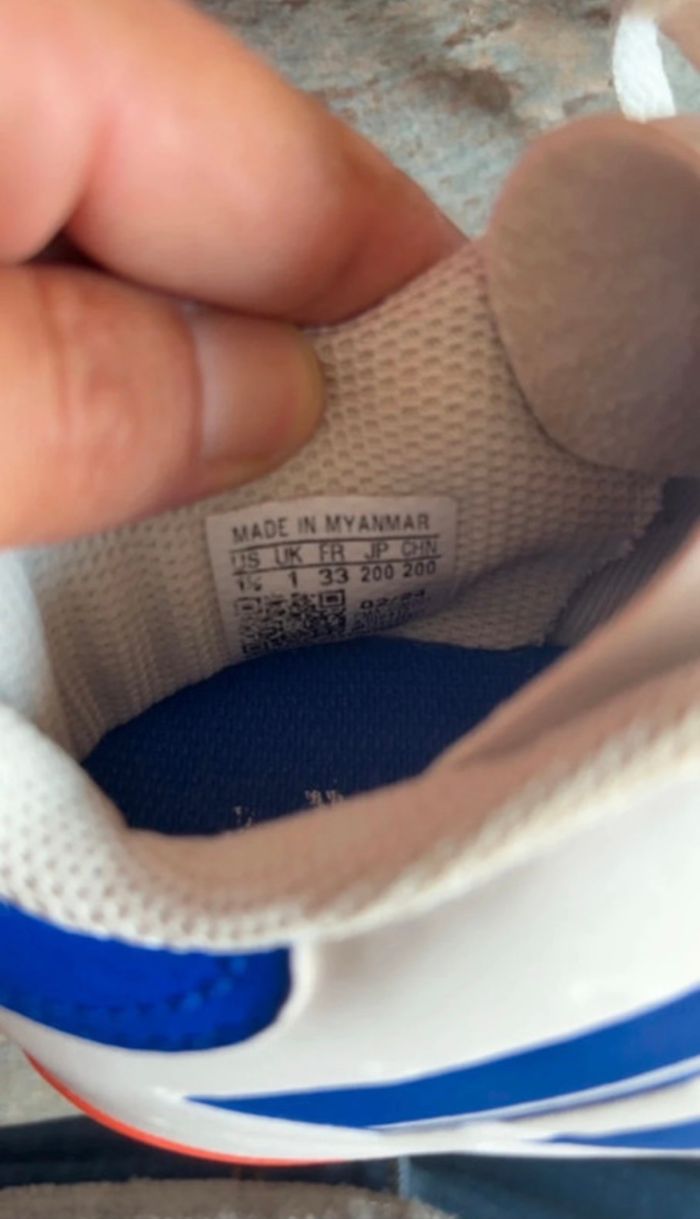 MADE IN MYANMAR
US UK FR JP CHN
1½ 1 33 200 200